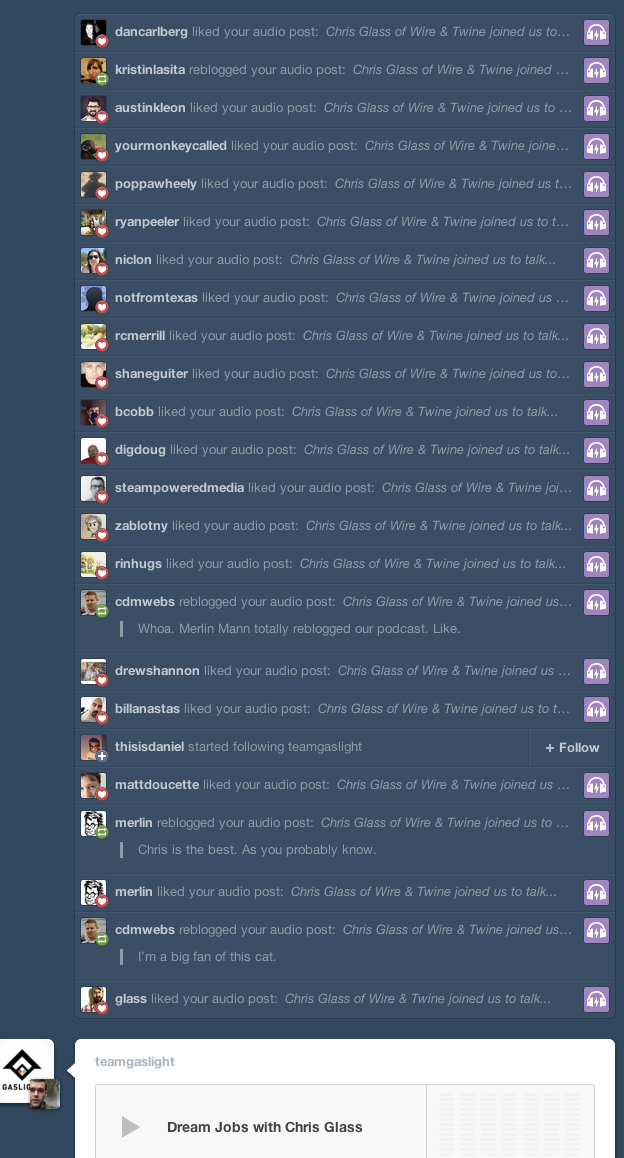 dancarlberg liked your audio post: Chris Glass of Wire & Twine joined us to…
kristinlasita reblogged your audio post: Chris Glass of Wire & Twine joined …
austinkleon liked your audio post: Chris Glass of Wire & Twine joined us to …
yourmonkeycalled liked your audio post: Chris Glass of Wire & Twine joine…
poppawheely liked your audio post: Chris Glass of Wire & Twine joined us t…
ryanpeeler liked your audio post: Chris Glass of Wire & Twine joined us to t…
niclon liked your audio post: Chris Glass of Wire & Twine joined us to talk...
notfromtexas liked your audio post: Chris Glass of Wire & Twine joined us …
rcmerrill liked your audio post: Chris Glass of Wire & Twine joined us to talk...
shaneguiter liked your audio post: Chris Glass of Wire & Twine joined us to…
bcobb liked your audio post: Chris Glass of Wire & Twine joined us to talk...
digdoug liked your audio post: Chris Glass of Wire & Twine joined us to talk...
steampoweredmedia liked your audio post: Chris Glass of Wire & Twine joi…
zablotny liked your audio post: Chris Glass of Wire & Twine joined us to talk...
rinhugs liked your audio post: Chris Glass of Wire & Twine joined us to talk...
cdmwebs reblogged your audio post: Chris Glass of Wire & Twine joined us…
Whoa. Merlin Mann totally reblogged our podcast. Like.
drewshannon liked your audio post: Chris Glass of Wire & Twine joined us …
billanastas liked your audio post: Chris Glass of Wire & Twine joined us to t…
thisisdaniel started following teamgaslight + Follow
mattdoucette liked your audio post: Chris Glass of Wire & Twine joined us …
merlin reblogged your audio post: Chris Glass of Wire & Twine joined us to …
Chris is the best. As you probably know.
merlin liked your audio post: Chris Glass of Wire & Twine joined us to talk...
cdmwebs reblogged your audio post: Chris Glass of Wire & Twine joined us…
I'm a big fan of this cat.
glass liked your audio post: Chris Glass of Wire & Twine joined us to talk...
teamgaslight
GASLIG
Dream Jobs with Chris Glass